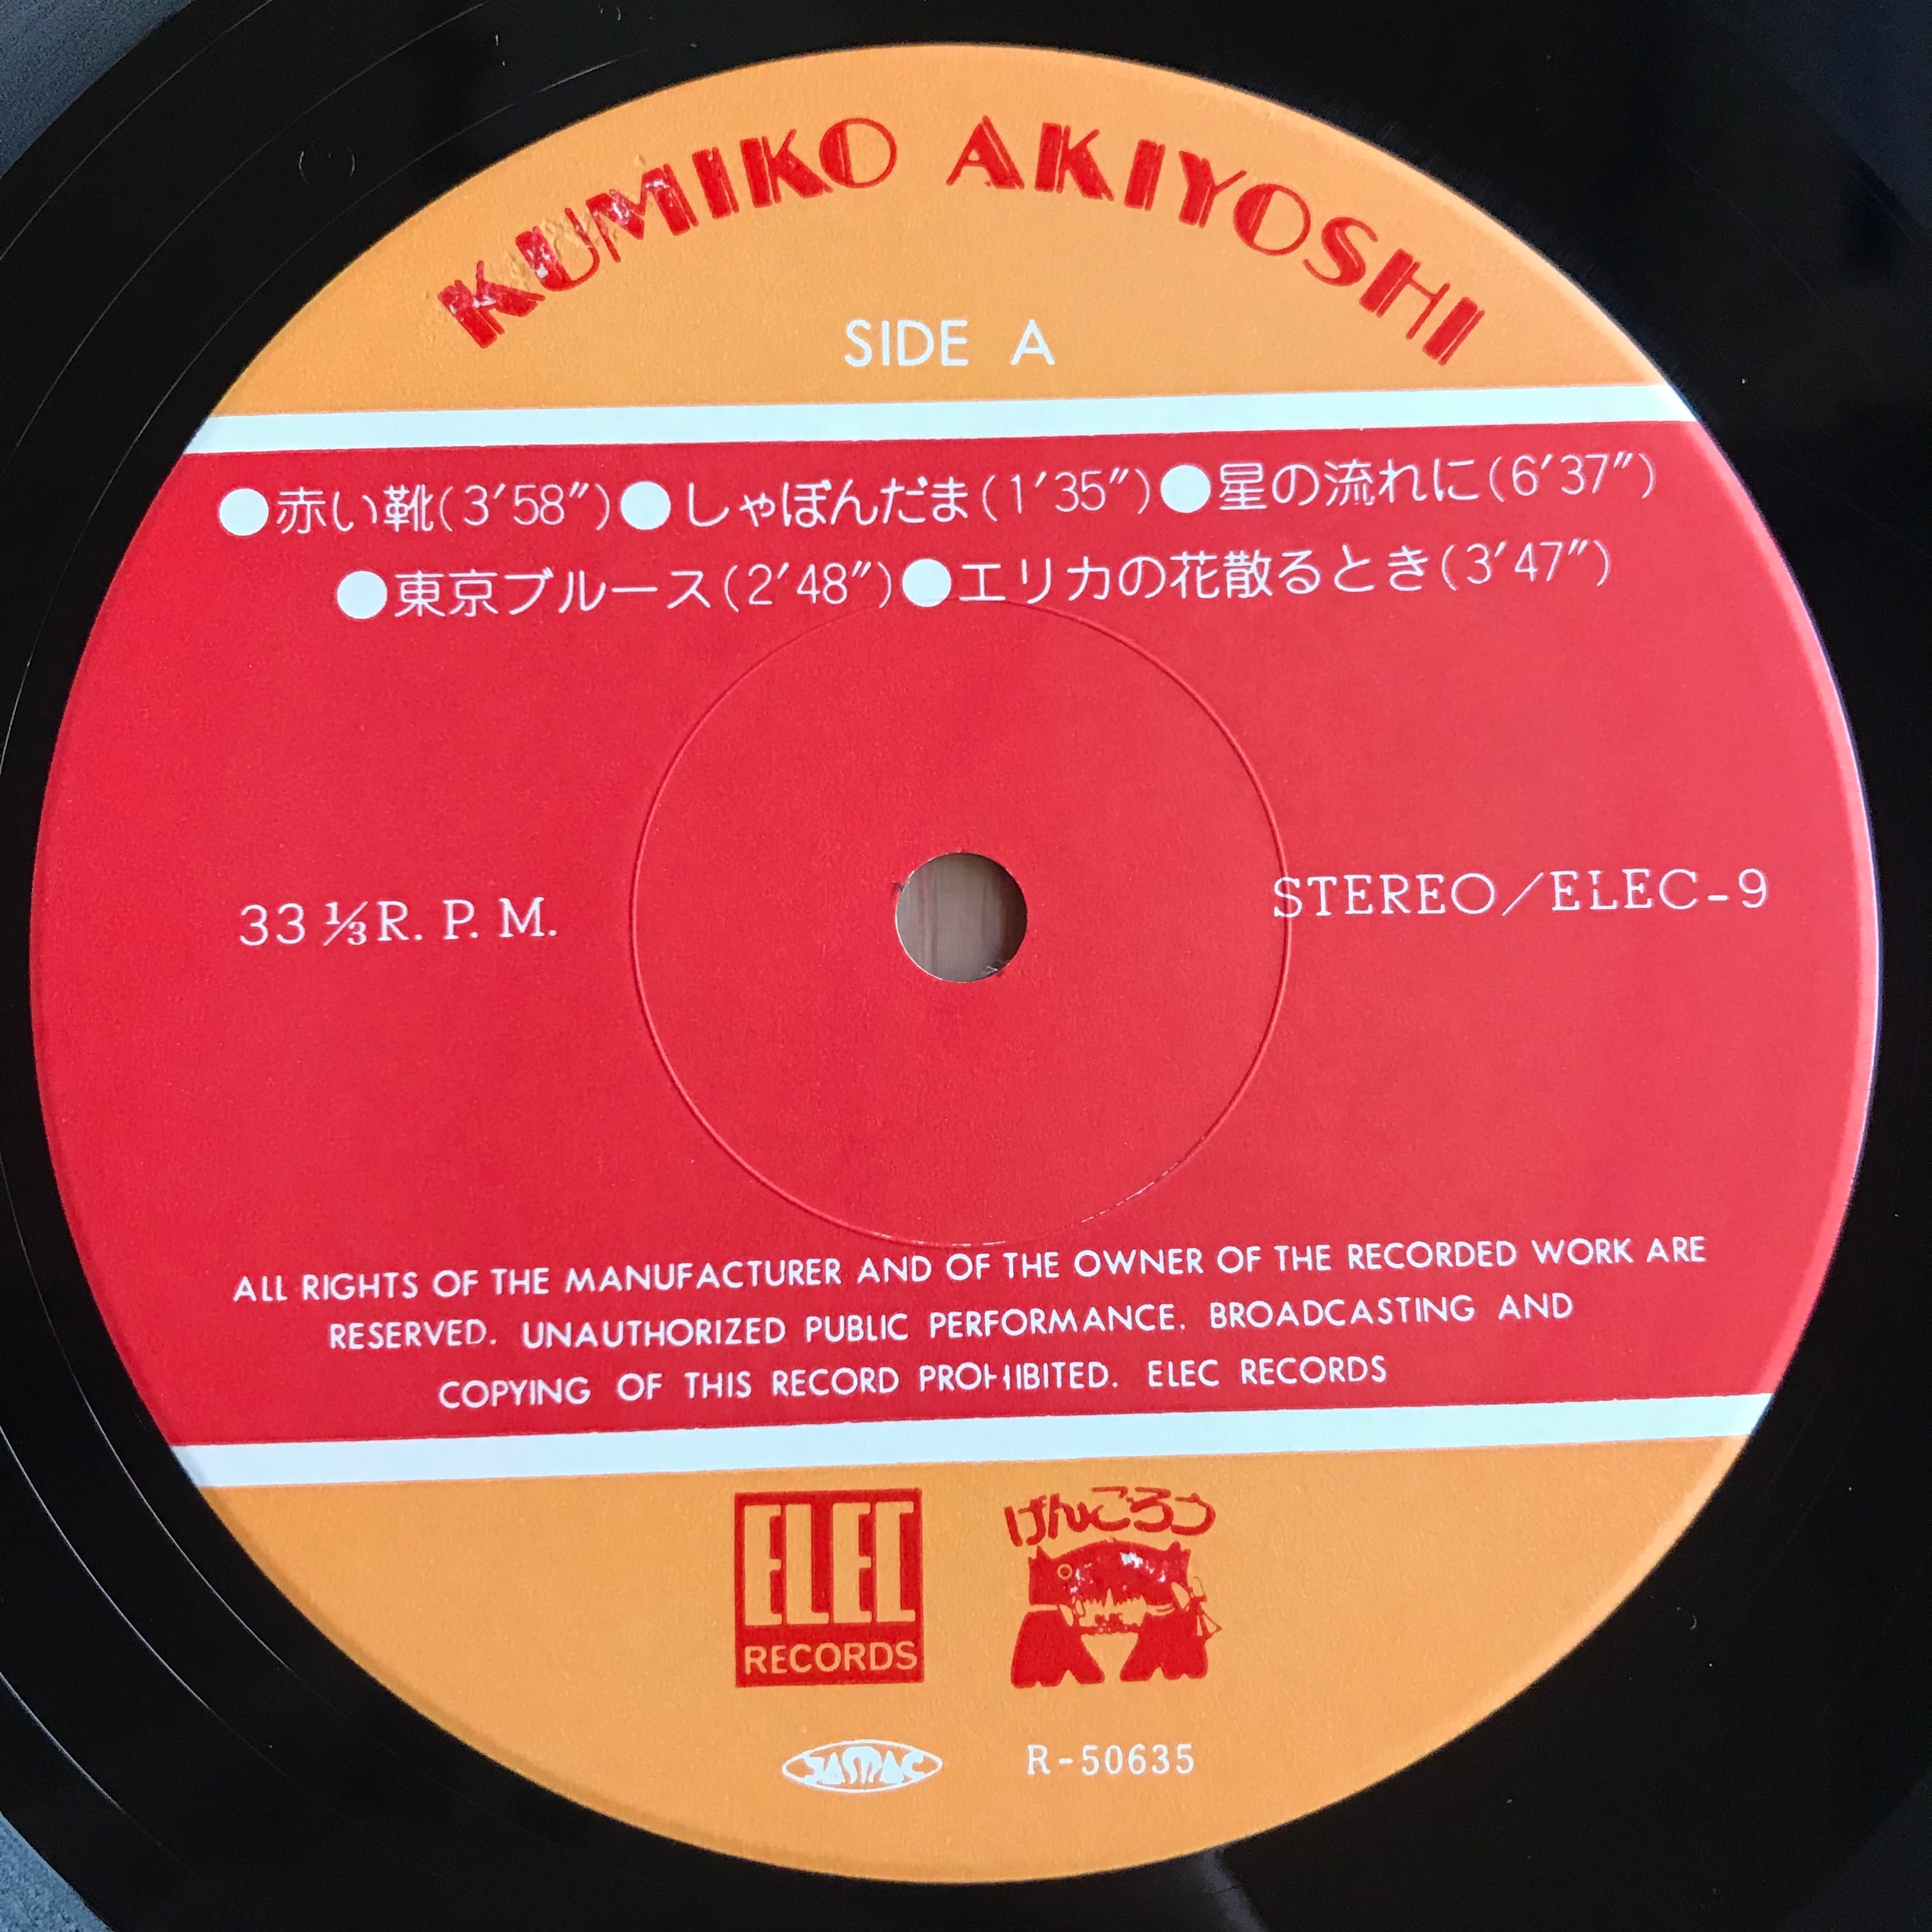 KUMIKO AKIYOSHI
SIDE A
●赤い靴(3′58″)●しゃぼんだま(1′35″)●星の流れに(6′37″)
●東京ブルース(2′48″)●エリカの花散るとき(3′47″)
33 ⅓ R. P. M.
STEREO/ELEC-9
ALL RIGHTS OF THE MANUFACTURER AND OF THE OWNER OF THE RECORDED WORK ARE
RESERVED. UNAUTHORIZED PUBLIC PERFORMANCE. BROADCASTING AND
COPYING OF THIS RECORD PROHIBITED. ELEC RECORDS
ELEC
RECORDS
げんごろう
JASRAC
R-50635